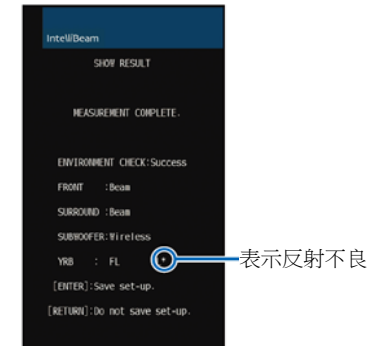 IntelliBeam
SHOW RESULT
MEASUREMENT COMPLETE.
ENVIRONMENT CHECK:Success
FRONT :Beam
SURROUND :Beam
SUBWOOFER:Wireless
YRB : FL *
表示反射不良
[ENTER]:Save set-up.
[RETURN]:Do not save set-up.